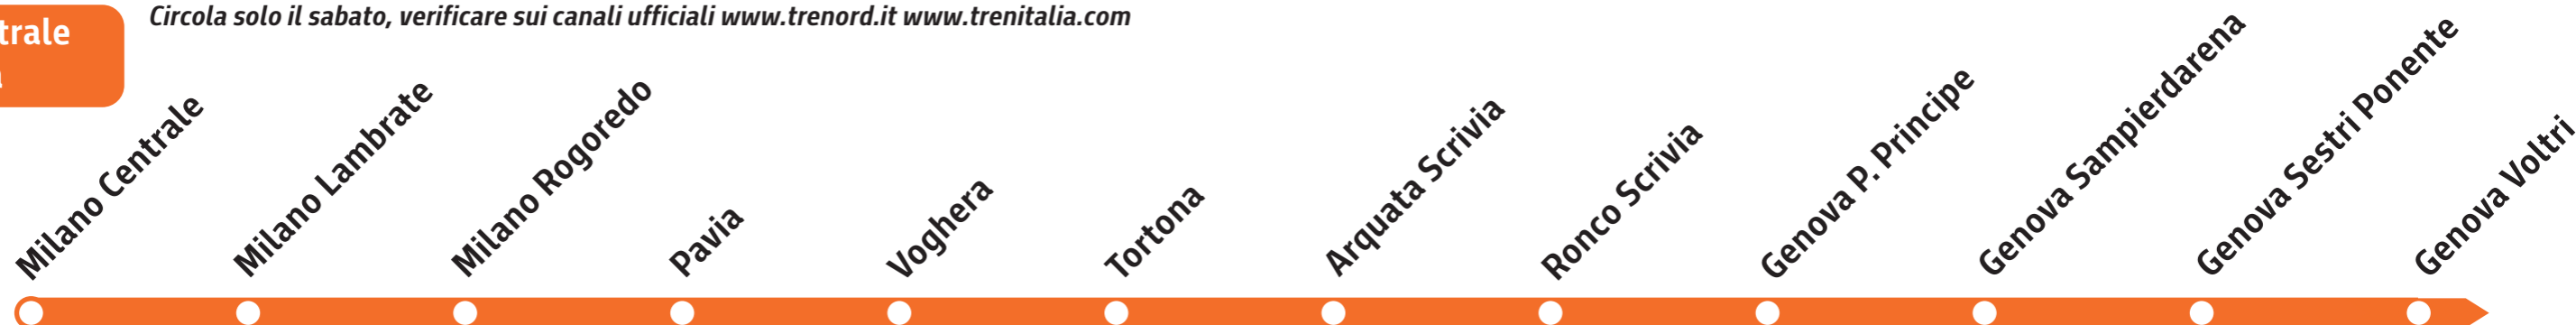 trale
Circola solo il sabato, verificare sui canali ufficiali www.trenord.it www.trenitalia.com
Milano Centrale
Milano Lambrate
Milano Rogoredo
Pavia
Voghera
Tortona
Arquata Scrivia
Ronco Scrivia
Genova P. Principe
Genova Sampierdarena
Genova Sestri Ponente
Genova Voltri